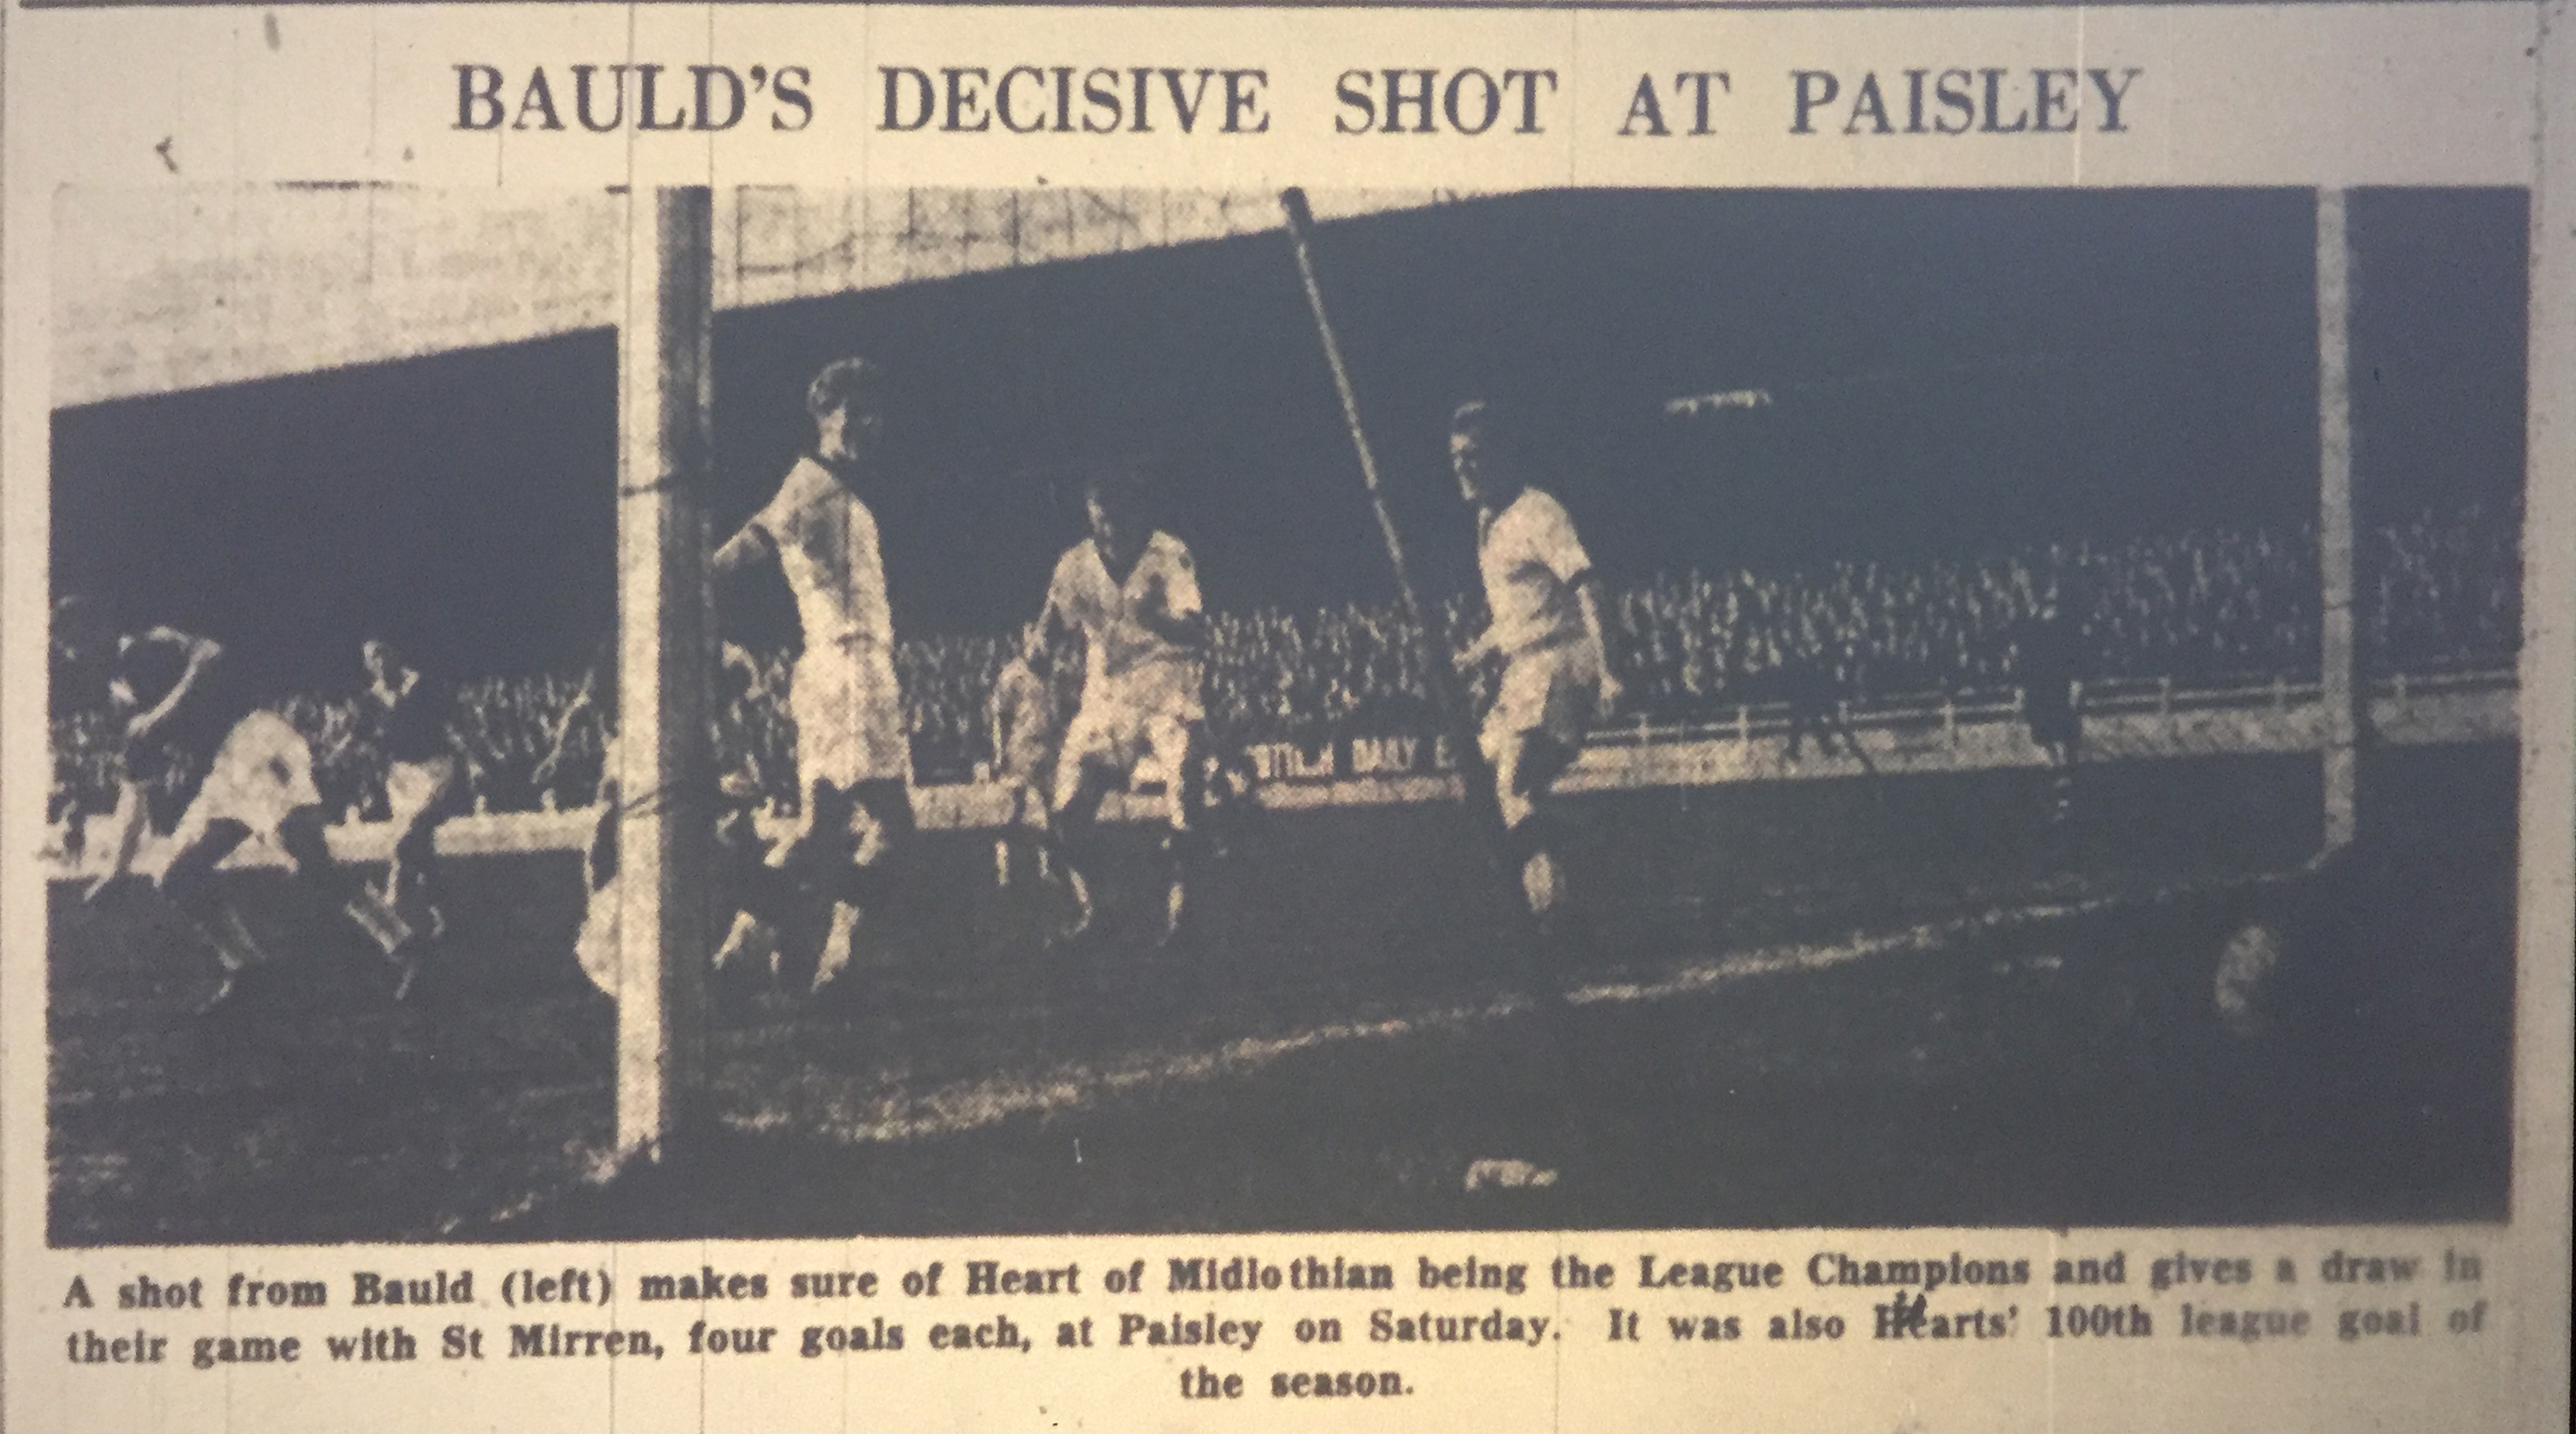 BAULD'S DECISIVE SHOT AT PAISLEY
DAILY E
A shot from Bauld (left) makes sure of Heart of Midlothian being the League Champions and gives a draw in
their game with St Mirren, four goals each, at Paisley on Saturday. It was also Hearts' 100th league goal of
the season.